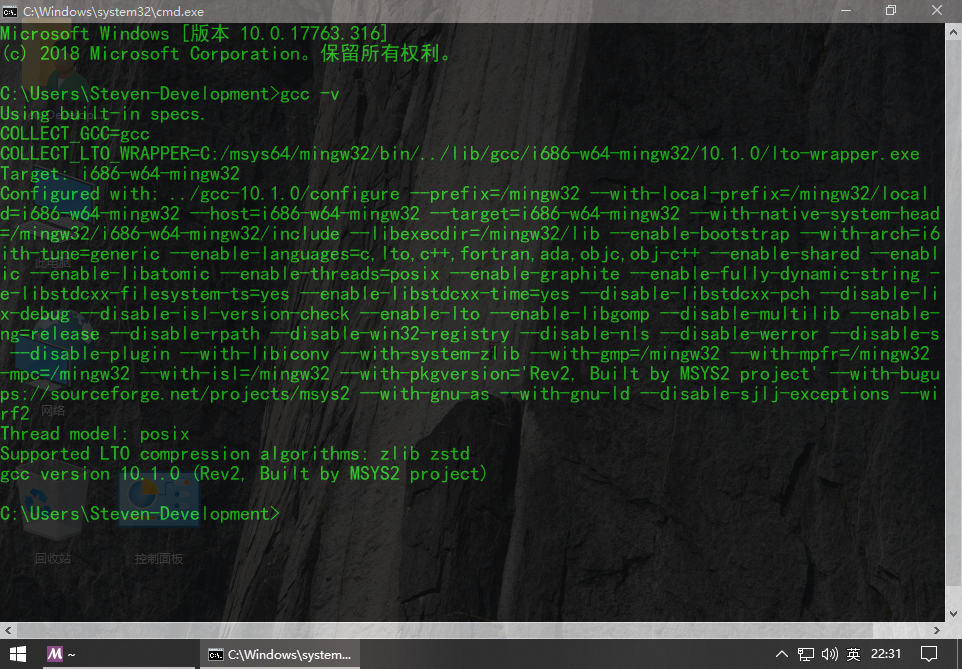 C:\Windows\system32\cmd.exe
Microsoft Windows [版本 10.0.17763.316]
(c) 2018 Microsoft Corporation。保留所有权利。
C:\Users\Steven-Development>gcc -v
Using built-in specs.
COLLECT_GCC=gcc
COLLECT_LTO_WRAPPER=C:/msys64/mingw32/bin/../lib/gcc/i686-w64-mingw32/10.1.0/lto-wrapper.exe
Target: i686-w64-mingw32
Configured with: ../gcc-10.1.0/configure --prefix=/mingw32 --with-local-prefix=/mingw32/local
d=i686-w64-mingw32 --host=i686-w64-mingw32 --target=i686-w64-mingw32 --with-native-system-head
=/mingw32/i686-w64-mingw32/include --libexecdir=/mingw32/lib --enable-bootstrap --with-arch=i6
ith-tune=generic --enable-languages=c,lto,c++,fortran,ada,objc,obj-c++ --enable-shared --enabl
ic --enable-libatomic --enable-threads=posix --enable-graphite --enable-fully-dynamic-string -
e-libstdcxx-filesystem-ts=yes --enable-libstdcxx-time=yes --disable-libstdcxx-pch --disable-li
x-debug --disable-isl-version-check --enable-lto --enable-libgomp --disable-multilib --enable-
ng=release --disable-rpath --disable-win32-registry --disable-nls --disable-werror --disable-s
--disable-plugin --with-libiconv --with-system-zlib --with-gmp=/mingw32 --with-mpfr=/mingw32
-mpc=/mingw32 --with-isl=/mingw32 --with-pkgversion='Rev2, Built by MSYS2 project' --with-bugu
ps://sourceforge.net/projects/msys2 --with-gnu-as --with-gnu-ld --disable-sjlj-exceptions --wi
rf2
Thread model: posix
Supported LTO compression algorithms: zlib zstd
gcc version 10.1.0 (Rev2, Built by MSYS2 project)
C:\Users\Steven-Development>
此电脑
网络
回收站
控制面板
M ~
C:\Windows\system...
英
22:31